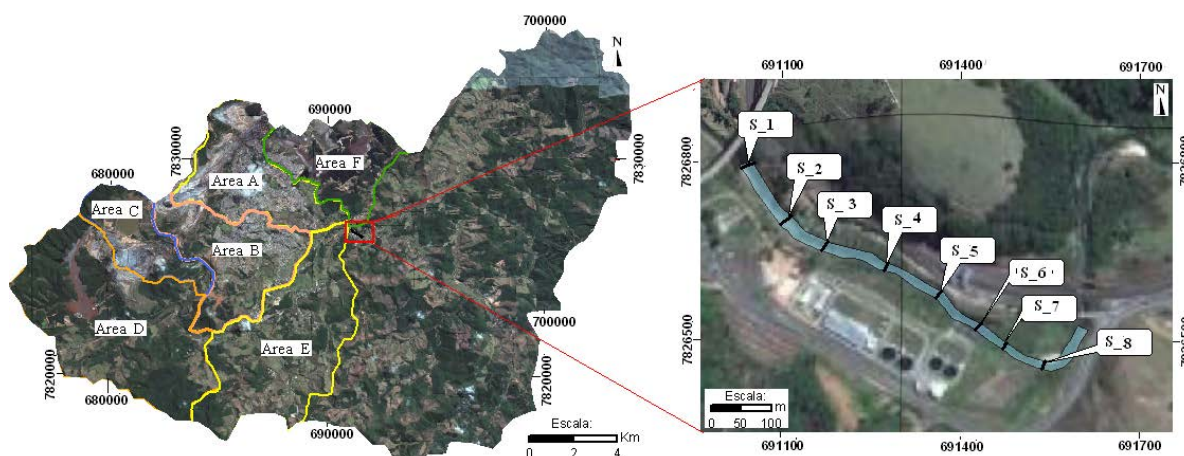 700000
N
690000
7830000
Area F
Area A
680000
Area C
Area B
Area D
Area E
7830000
700000
7820000
680000
7820000
690000
Escala:
0 2 4 Km
691100
691400
691700
N
S_1
7826800
S_2
S_3
S_4
S_5
S_6
S_7
S_8
7826500
Escala:
0 50 100 m
691100
691400
691700